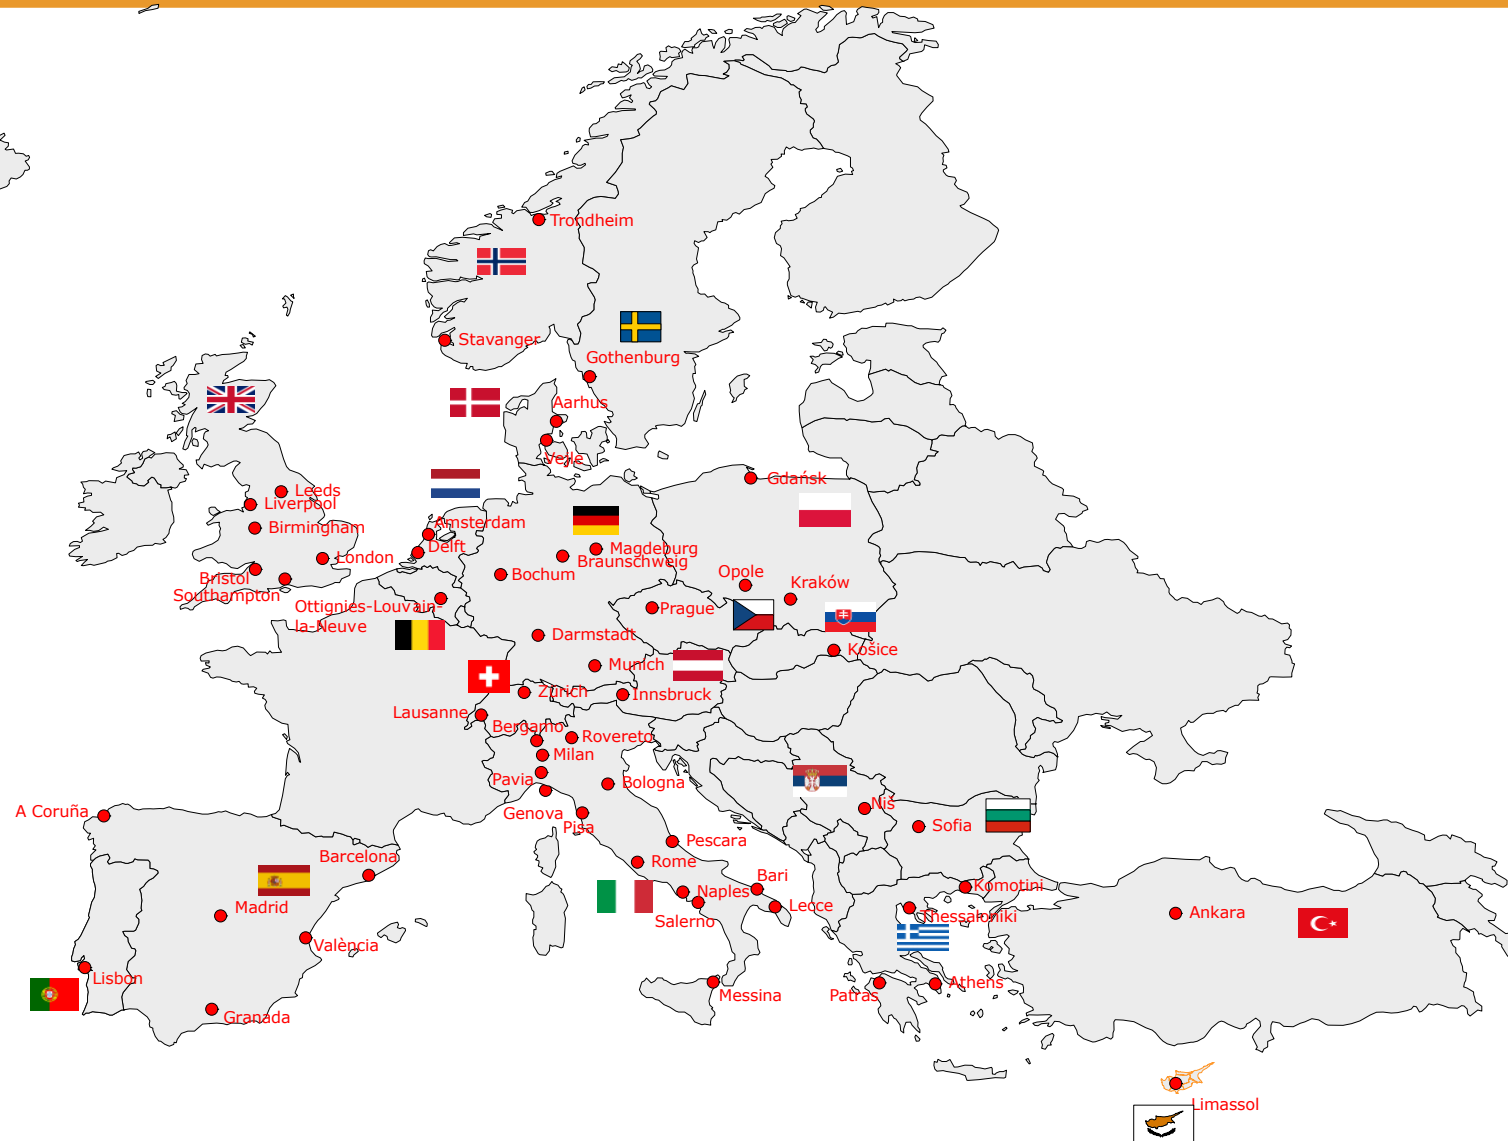 Trondheim
Stavanger
Gothenburg
Aarhus
Vejle
Gdańsk
Leeds
Liverpool
Birmingham
Amsterdam
Delft
London
Magdeburg
Braunschweig
Bochum
Bristol
Southampton
Opole
Kraków
Ottignies-Louvain-
la-Neuve
Prague
Darmstadt
Košice
Munich
Zurich
Innsbruck
Lausanne
Bergamo
Rovereto
Milan
Pavia
Bologna
Genova
Pisa
Niš
Sofia
A Coruña
Pescara
Barcelona
Rome
Bari
Komotini
Naples
Lecce
Madrid
Salerno
Thessaloniki
Ankara
València
Lisbon
Messina
Patras
Athens
Granada
Limassol